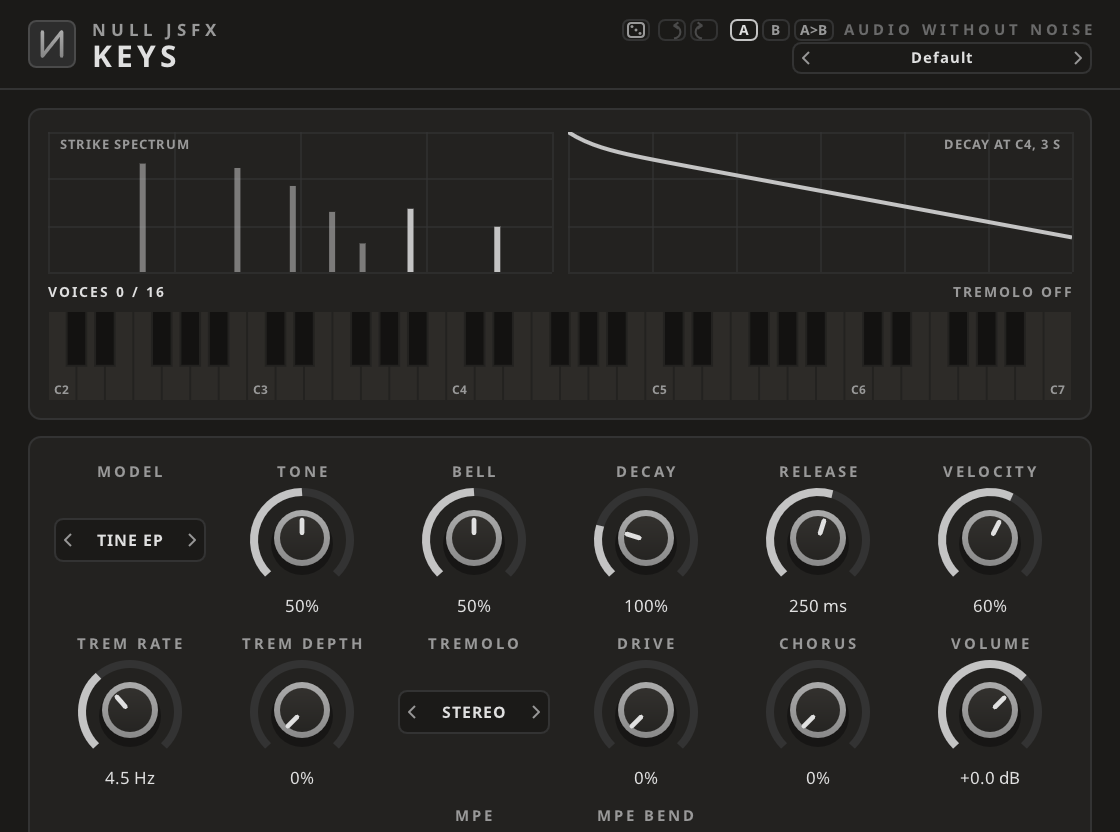 NULL JSFX
KEYS
A B A>B AUDIO WITHOUT NOISE
Default
STRIKE SPECTRUM DECAY AT C4, 3 S
VOICES 0 / 16 TREMOLO OFF
C2 C3 C4 C5 C6 C7
MODEL TONE BELL DECAY RELEASE VELOCITY
TINE EP
50% 50% 100% 250 ms 60%
TREM RATE TREM DEPTH TREMOLO DRIVE CHORUS VOLUME
STEREO
4.5 Hz 0% 0% 0% +0.0 dB
MPE MPE BEND